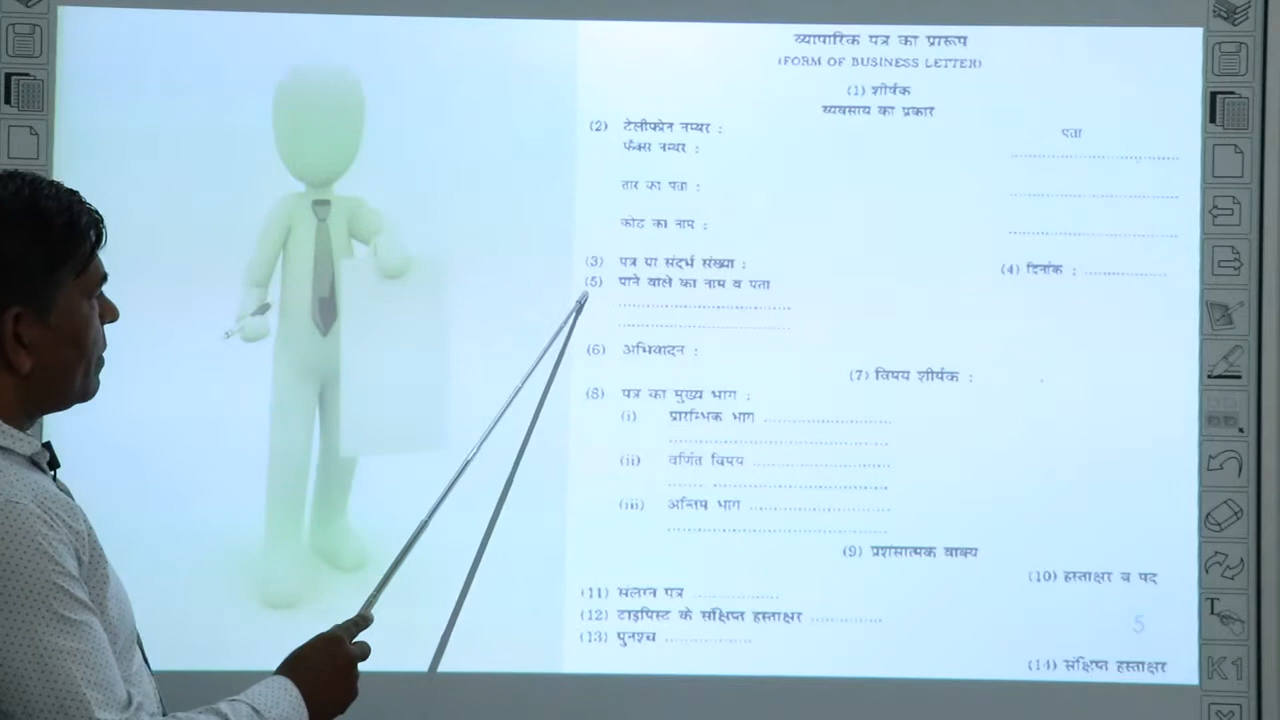 व्यापारिक पत्र का प्रारूप
(FORM OF BUSINESS LETTER)
(1) शीर्षक
व्यवसाय का प्रकार
(2) टेलीफोन नम्बर :
पता
फैक्स नम्बर :
तार का पता :
कोड का नाम :
(3) पत्र या संदर्भ संख्या :
(4) दिनांक : ................
(5) पाने वाले का नाम व पता
(6) अभिवादन :
(7) विषय शीर्षक :
(8) पत्र का मुख्य भाग :
(i) प्रारम्भिक भाग ........................
(ii) वर्णित विषय ........................
(iii) अन्तिम भाग ........................
(9) प्रशंसात्मक वाक्य
(10) हस्ताक्षर व पद
(11) संलग्न पत्र ................
(12) टाइपिस्ट के संक्षिप्त हस्ताक्षर ............
(13) पुनश्च ................
5
(14) संक्षिप्त हस्ताक्षर
T
K1